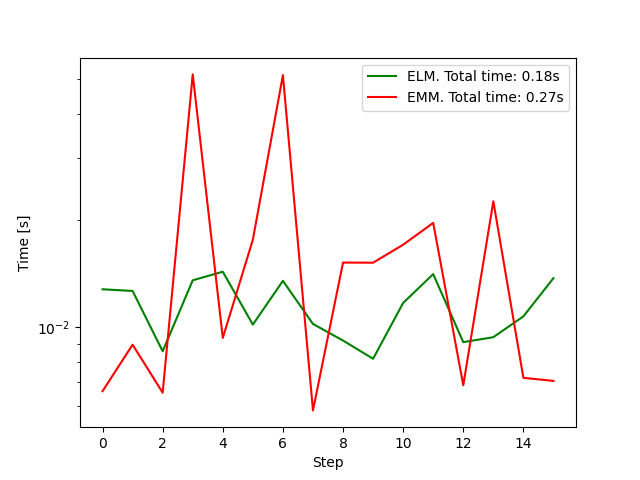 ELM. Total time: 0.18s
EMM. Total time: 0.27s
Time [s]
10⁻²
0 2 4 6 8 10 12 14
Step